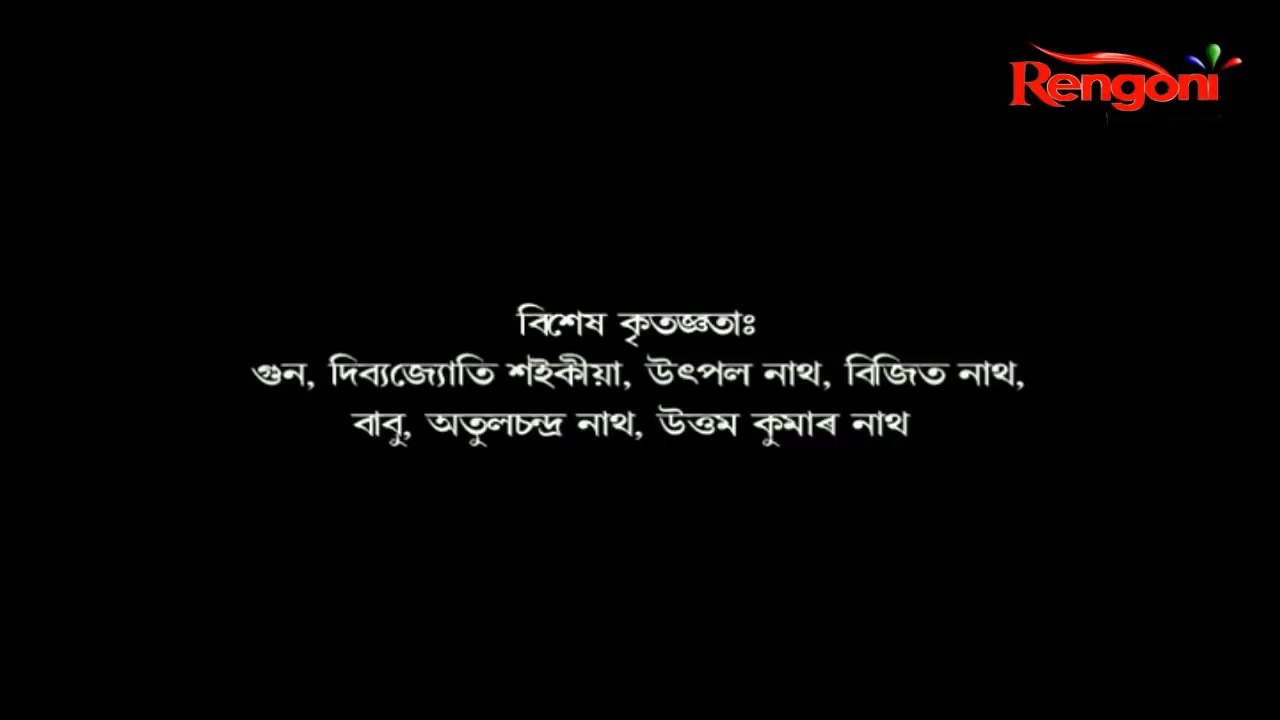 Rengoni
বিশেষ কৃতজ্ঞতাঃ
গুন, দিব্যজ্যোতি শইকীয়া, উৎপল নাথ, বিজিত নাথ,
বাবু, অতুলচন্দ্ৰ নাথ, উত্তম কুমাৰ নাথ